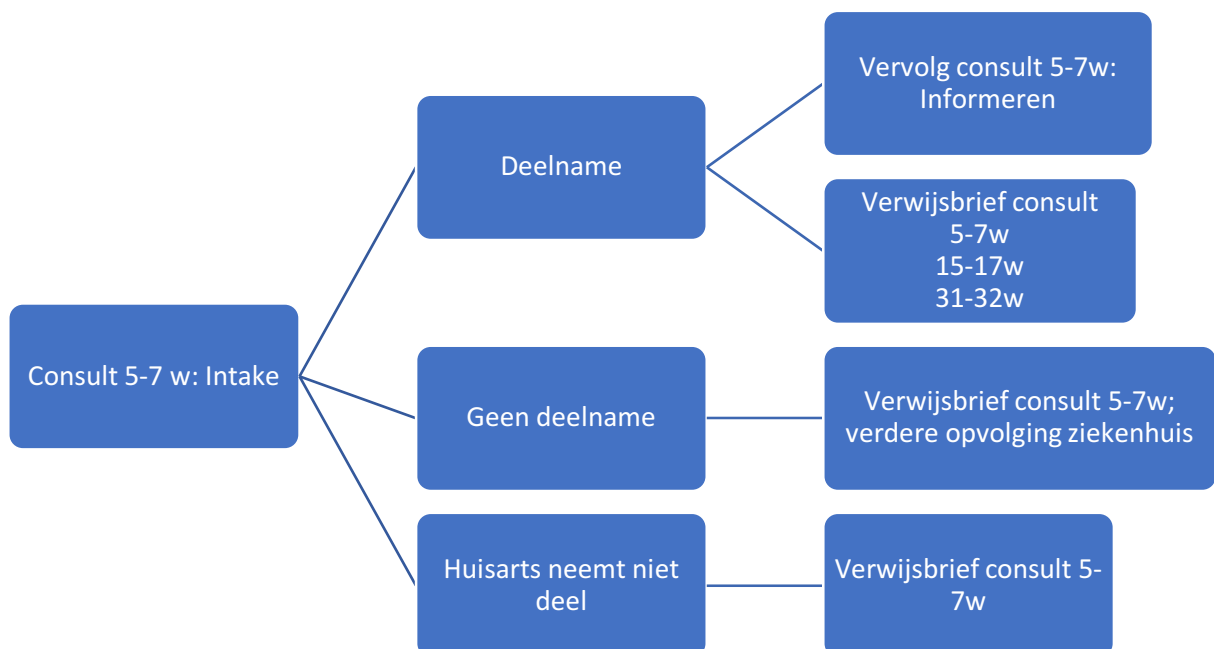 Consult 5-7 w: Intake
Deelname
Vervolg consult 5-7w:
Informeren
Verwijsbrief consult
5-7w
15-17w
31-32w
Geen deelname
Verwijsbrief consult 5-7w;
verdere opvolging ziekenhuis
Huisarts neemt niet
deel
Verwijsbrief consult 5-
7w